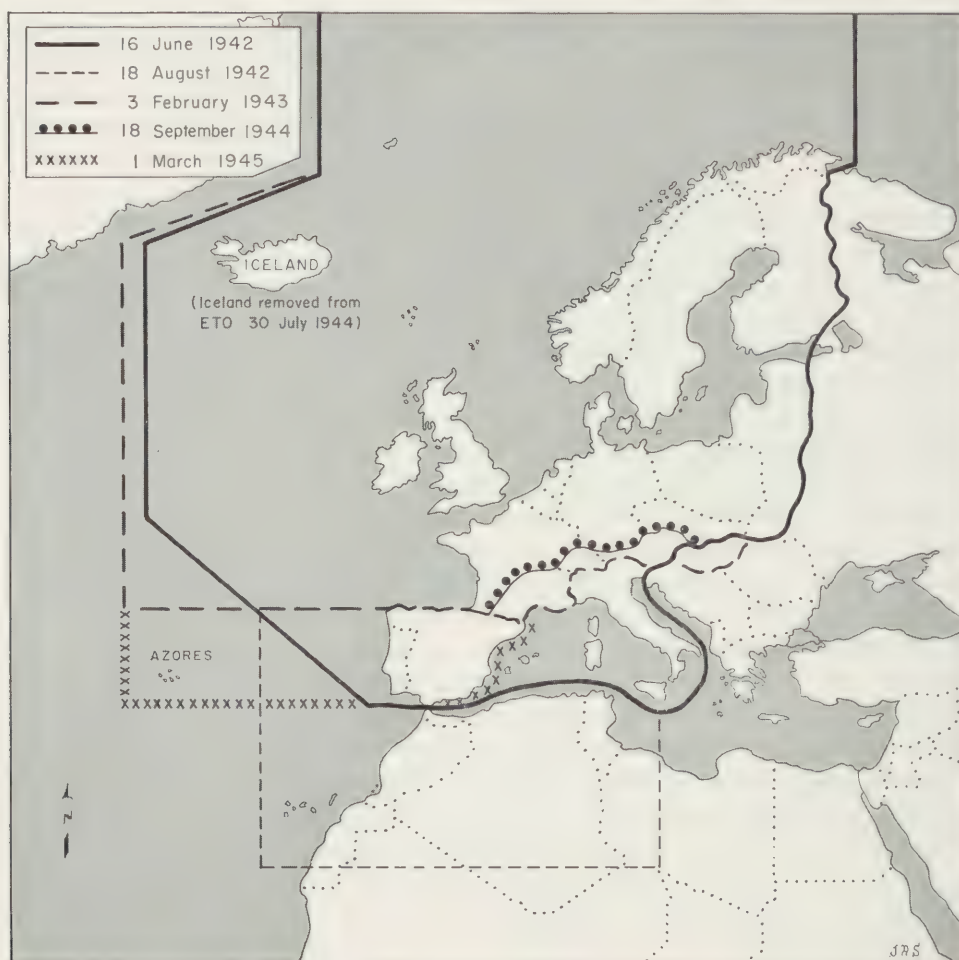 16 June 1942
18 August 1942
3 February 1943
18 September 1944
1 March 1945
ICELAND
(Iceland removed from
ETO 30 July 1944)
AZORES
N
JRS